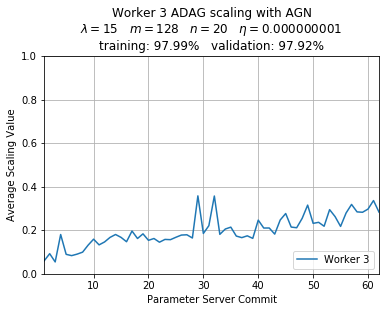 Worker 3 ADAG scaling with AGN
λ = 15 m = 128 n = 20 η = 0.000000001
training: 97.99% validation: 97.92%
1.0
0.8
0.6
0.4
0.2
0.0
Average Scaling Value
Worker 3
10 20 30 40 50 60
Parameter Server Commit